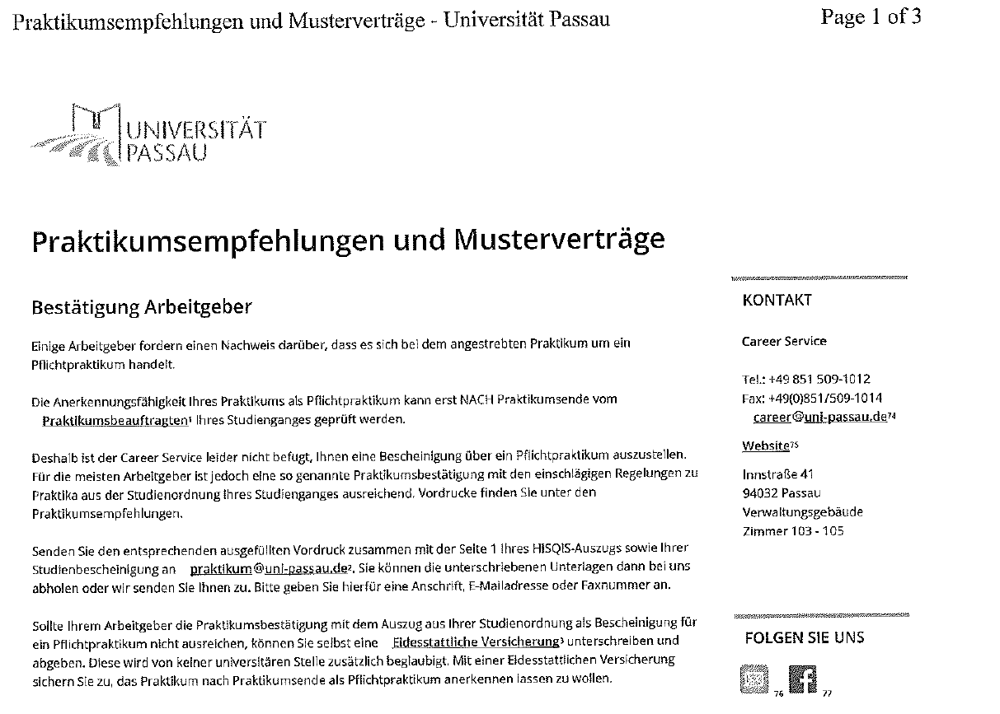 Praktikumsempfehlungen und Musterverträge - Universität Passau
Page 1 of 3
UNIVERSITÄT
PASSAU
Praktikumsempfehlungen und Musterverträge
Bestätigung Arbeitgeber
Einige Arbeitgeber fordern einen Nachweis darüber, dass es sich bei dem angestrebten Praktikum um ein
Pflichtpraktikum handelt.
Die Anerkennungsfähigkeit Ihres Praktikums als Pflichtpraktikum kann erst NACH Praktikumsende vom
Praktikumsbeauftragten¹ Ihres Studienganges geprüft werden.
Deshalb ist der Career Service leider nicht befugt, Ihnen eine Bescheinigung über ein Pflichtpraktikum auszustellen.
Für die meisten Arbeitgeber ist jedoch eine so genannte Praktikumsbestätigung mit den einschlägigen Regelungen zu
Praktika aus der Studienordnung Ihres Studienganges ausreichend. Vordrucke finden Sie unter den
Praktikumsempfehlungen.
Senden Sie den entsprechenden ausgefüllten Vordruck zusammen mit der Seite 1 Ihres HISQIS-Auszugs sowie Ihrer
Studienbescheinigung an praktikum@uni-passau.de². Sie können die unterschriebenen Unterlagen dann bei uns
abholen oder wir senden Sie Ihnen zu. Bitte geben Sie hierfür eine Anschrift, E-Mailadresse oder Faxnummer an.
Sollte Ihrem Arbeitgeber die Praktikumsbestätigung mit dem Auszug aus Ihrer Studienordnung als Bescheinigung für
ein Pflichtpraktikum nicht ausreichen, können Sie selbst eine Eidesstattliche Versicherung³ unterschreiben und
abgeben. Diese wird von keiner universitären Stelle zusätzlich beglaubigt. Mit einer Eidesstattlichen Versicherung
sichern Sie zu, das Praktikum nach Praktikumsende als Pflichtpraktikum anerkennen lassen zu wollen.
KONTAKT
Career Service
Tel.: +49 851 509-1012
Fax: +49(0)851/509-1014
career@uni-passau.de⁷⁴
Website⁷⁵
Innstraße 41
94032 Passau
Verwaltungsgebäude
Zimmer 103 - 105
FOLGEN SIE UNS
76 77